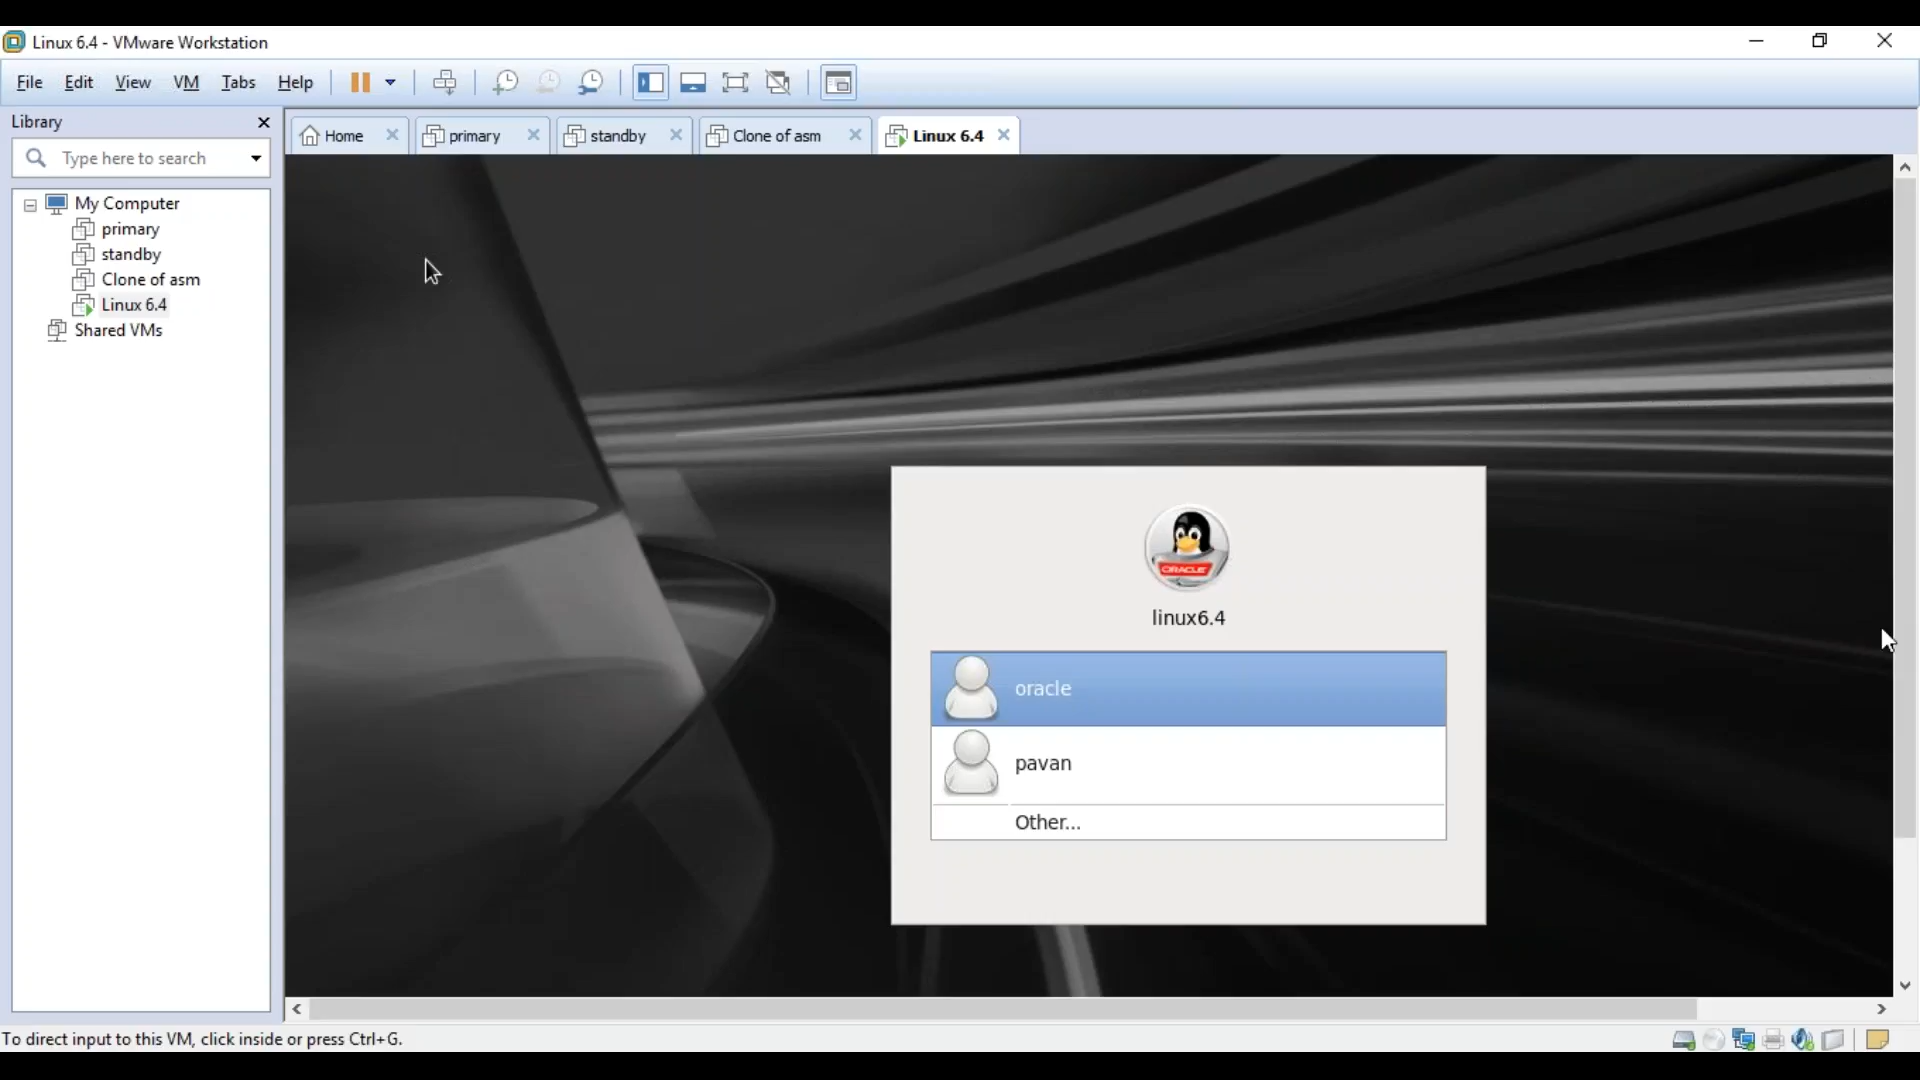 Linux 6.4 - VMware Workstation
File Edit View VM Tabs Help
Library
Home primary standby Clone of asm Linux 6.4
Type here to search
My Computer
primary
standby
Clone of asm
Linux 6.4
Shared VMs
ORACLE
linux6.4
oracle
pavan
Other...
To direct input to this VM, click inside or press Ctrl+G.